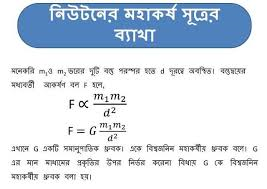 নিউটনের মহাকর্ষ সূত্রের
ব্যাখা
মনেকরি m₁ও m₂ ভরের দুটি বস্তু পরস্পর হতে d দূরত্বে অবস্থিত। বস্তুদ্বয়ের
মধ্যবর্তী আকর্ষণ বল F হলে,
F ∝ m₁m₂/d²
F = G m₁m₂/d²
এখানে G একটি সমানুপাতিক ধ্রুবক। একে বিশ্বজনিন মহাকর্ষীয় ধ্রুবক বলে। G
এর মান মাধ্যমের প্রকৃতির উপর নির্ভর করেনা বিধায় G কে বিশ্বজনিন
মহাকর্ষীয় ধ্রুবক বলা হয়।